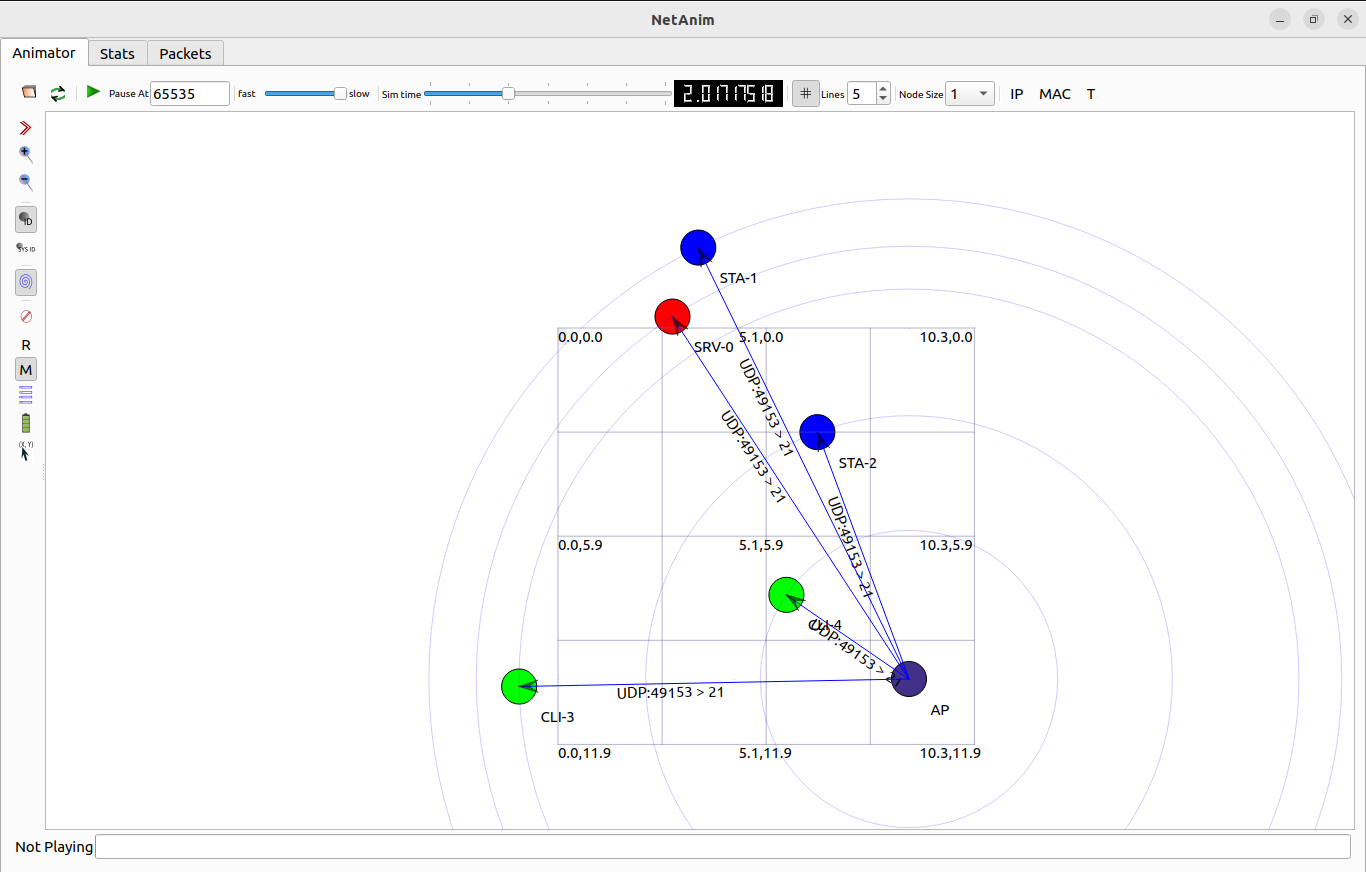 NetAnim
Animator Stats Packets
Pause At 65535 fast slow Sim time 2.0177518 Lines 5 Node Size 1 IP MAC T
ID
SYS ID
R
M
(X, Y)
STA-1
SRV-0
0.0,0.0 5.1,0.0 10.3,0.0
UDP:49153 > 21
UDP:49153 > 21
STA-2
UDP:49153 > 21
0.0,5.9 5.1,5.9 10.3,5.9
CLI-4
UDP:49153 >
UDP:49153 > 21
CLI-3
AP
0.0,11.9 5.1,11.9 10.3,11.9
Not Playing